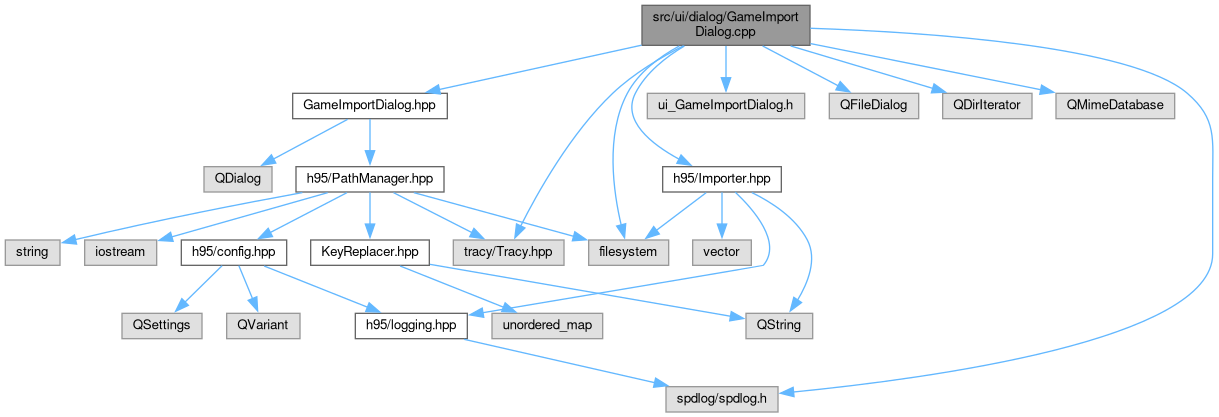 src/ui/dialog/GameImport
Dialog.cpp
GameImportDialog.hpp
ui_GameImportDialog.h
QFileDialog
QDirIterator
QMimeDatabase
QDialog
h95/PathManager.hpp
h95/Importer.hpp
string
iostream
h95/config.hpp
KeyReplacer.hpp
tracy/Tracy.hpp
filesystem
vector
QSettings
QVariant
h95/logging.hpp
unordered_map
QString
spdlog/spdlog.h